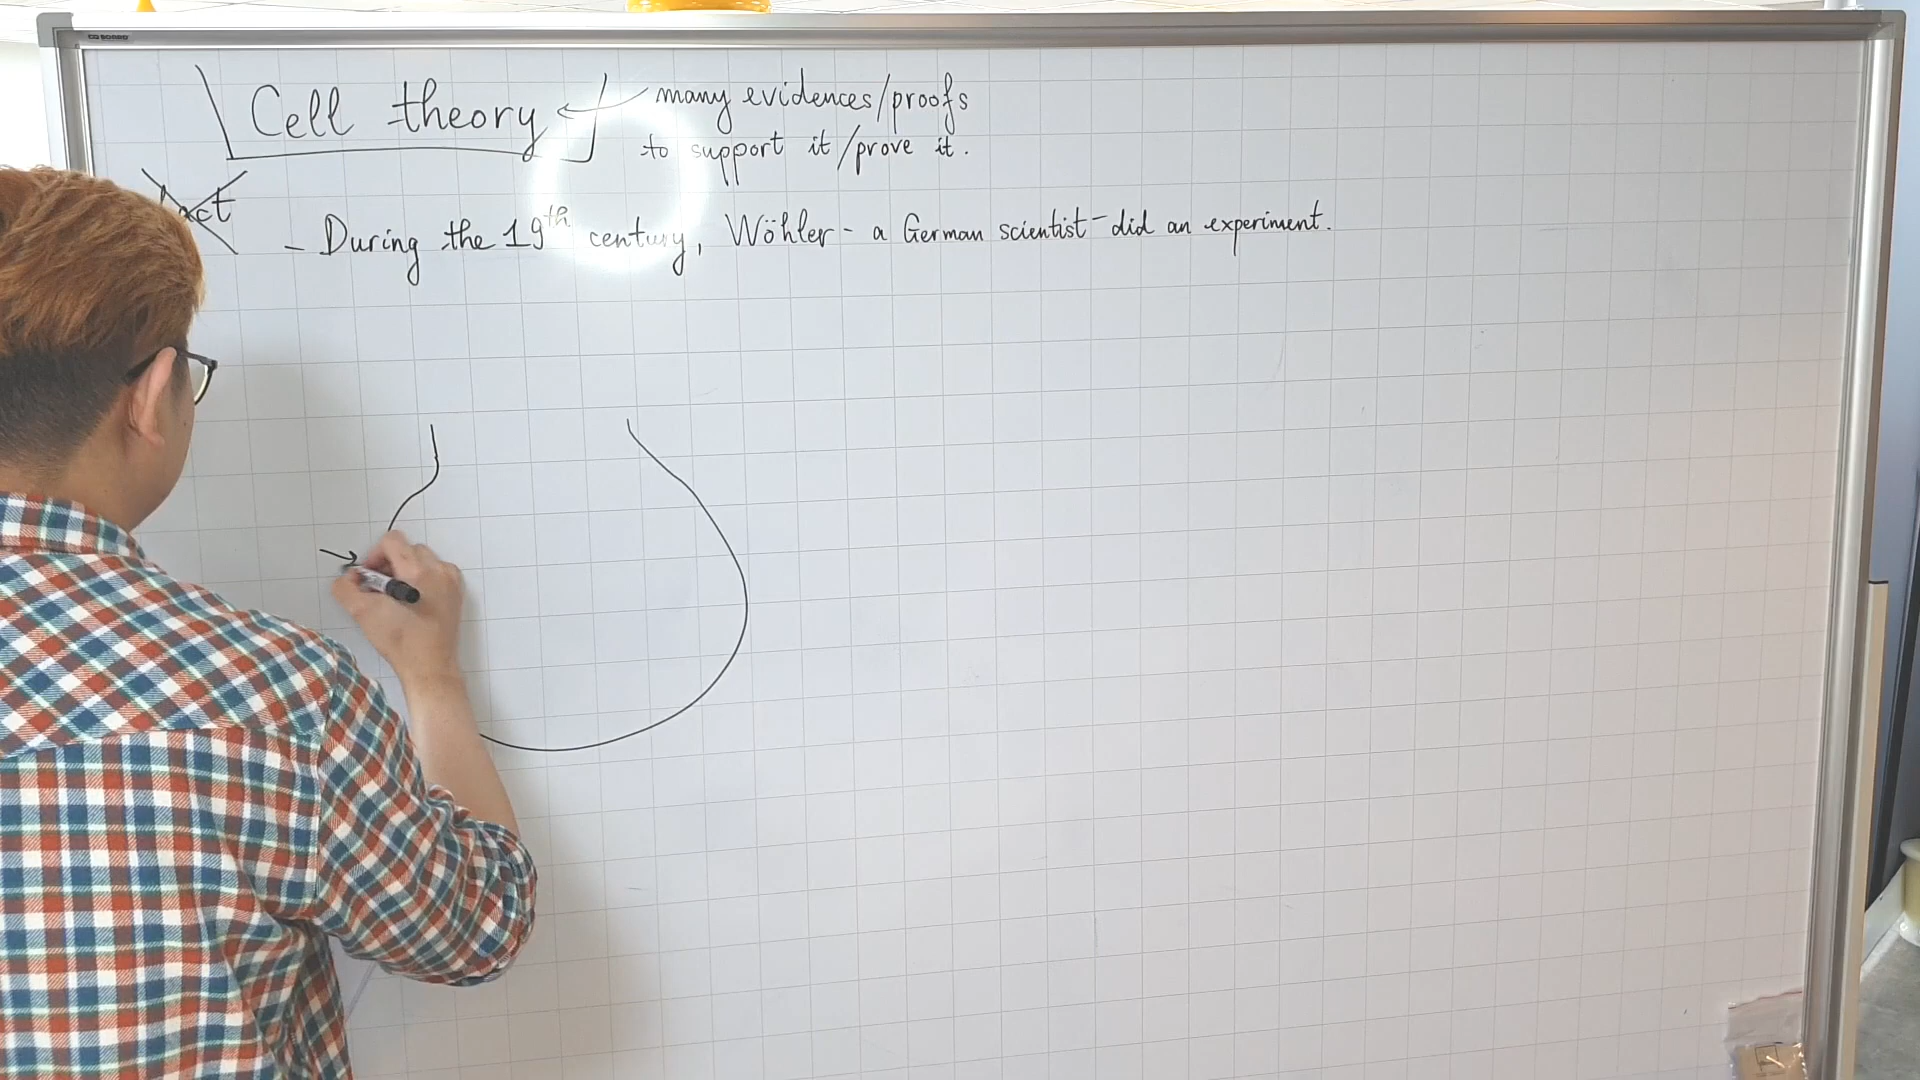 Cell theory
many evidences/proofs
to support it/prove it.
- During the 19th century, Wöhler - a German scientist - did an experiment.